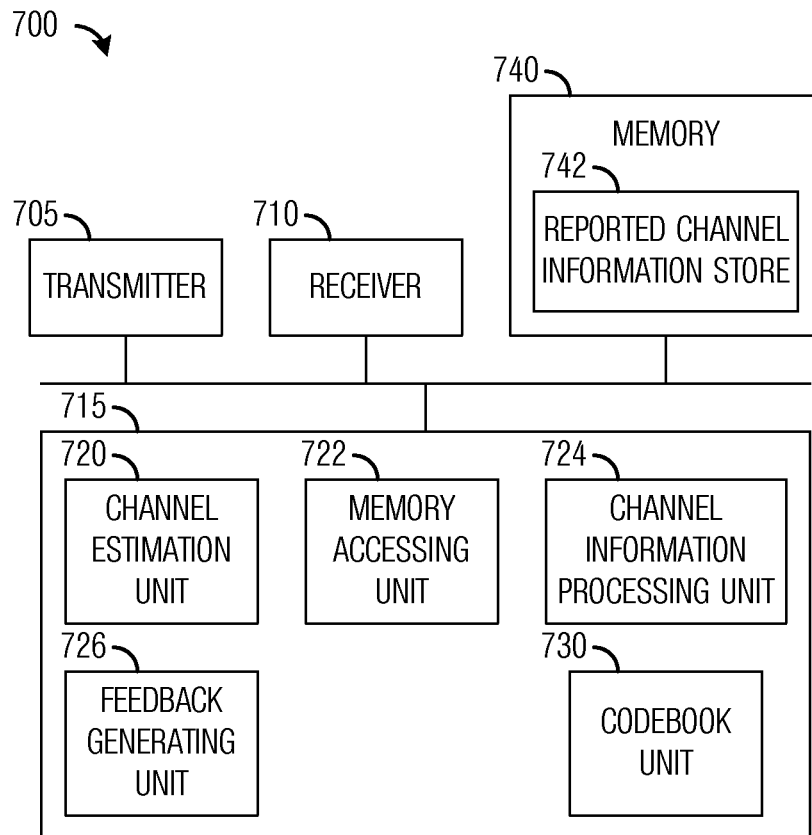 700
740
MEMORY
742
REPORTED CHANNEL
INFORMATION STORE
705
TRANSMITTER
710
RECEIVER
715
720
CHANNEL
ESTIMATION
UNIT
722
MEMORY
ACCESSING
UNIT
724
CHANNEL
INFORMATION
PROCESSING UNIT
726
FEEDBACK
GENERATING
UNIT
730
CODEBOOK
UNIT